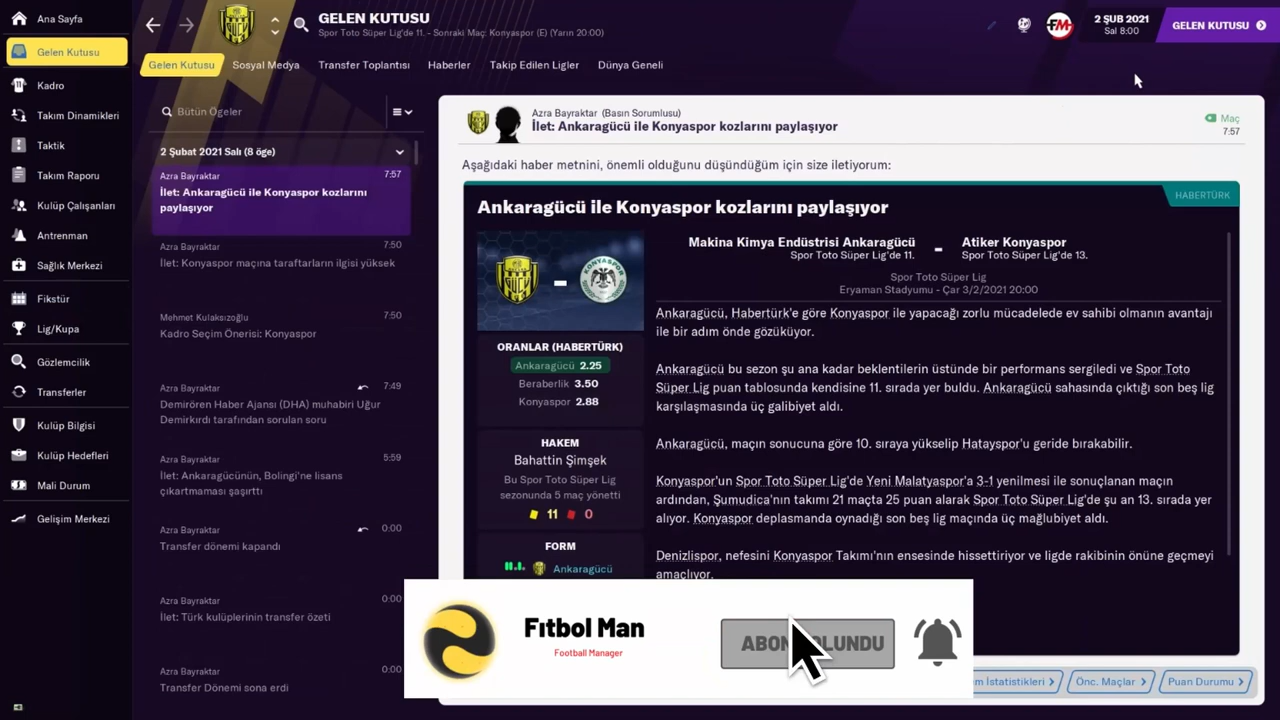 Ana Sayfa
Gelen Kutusu
Kadro
Takım Dinamikleri
Taktik
Takım Raporu
Kulüp Çalışanları
Antrenman
Sağlık Merkezi
Fikstür
Lig/Kupa
Gözlemcilik
Transferler
Kulüp Bilgisi
Kulüp Hedefleri
Mali Durum
Gelişim Merkezi
GELEN KUTUSU
Spor Toto Süper Lig'de 11. - Sonraki Maç: Konyaspor (E) (Yarın 20:00)
FM
2 ŞUB 2021
Sal 8:00
GELEN KUTUSU
Gelen Kutusu
Sosyal Medya
Transfer Toplantısı
Haberler
Takip Edilen Ligler
Dünya Geneli
Bütün Ögeler
2 Şubat 2021 Salı (8 öge)
Azra Bayraktar 7:57
İlet: Ankaragücü ile Konyaspor kozlarını
paylaşıyor
Azra Bayraktar 7:50
İlet: Konyaspor maçına taraftarların ilgisi yüksek
Mehmet Kulaksızoğlu 7:50
Kadro Seçim Önerisi: Konyaspor
Azra Bayraktar 7:49
Demirören Haber Ajansı (DHA) muhabiri Uğur
Demirkırdı tarafından sorulan soru
Azra Bayraktar 5:59
İlet: Ankaragücünün, Bolingi'ne lisans
çıkartmaması şaşırttı
Azra Bayraktar 0:00
Transfer dönemi kapandı
Azra Bayraktar 0:00
İlet: Türk kulüplerinin transfer özeti
Azra Bayraktar 0:00
Transfer Dönemi sona erdi
Azra Bayraktar (Basın Sorumlusu)
İlet: Ankaragücü ile Konyaspor kozlarını paylaşıyor
Maç
7:57
Aşağıdaki haber metnini, önemli olduğunu düşündüğüm için size iletiyorum:
HABERTÜRK
Ankaragücü ile Konyaspor kozlarını paylaşıyor
Makina Kimya Endüstrisi Ankaragücü - Atiker Konyaspor
Spor Toto Süper Lig'de 11. Spor Toto Süper Lig'de 13.
Spor Toto Süper Lig
Eryaman Stadyumu - Çar 3/2/2021 20:00
ORANLAR (HABERTÜRK)
Ankaragücü 2.25
Beraberlik 3.50
Konyaspor 2.88
HAKEM
Bahattin Şimşek
Bu Spor Toto Süper Lig
sezonunda 5 maç yönetti
11 0
FORM
Ankaragücü
Ankaragücü, Habertürk'e göre Konyaspor ile yapacağı zorlu mücadelede ev sahibi olmanın avantajı
ile bir adım önde gözüküyor.
Ankaragücü bu sezon şu ana kadar beklentilerin üstünde bir performans sergiledi ve Spor Toto
Süper Lig puan tablosunda kendisine 11. sırada yer buldu. Ankaragücü sahasında çıktığı son beş lig
karşılaşmasında üç galibiyet aldı.
Ankaragücü, maçın sonucuna göre 10. sıraya yükselip Hatayspor'u geride bırakabilir.
Konyaspor'un Spor Toto Süper Lig'de Yeni Malatyaspor'a 3-1 yenilmesi ile sonuçlanan maçın
ardından, Şumudica'nın takımı 21 maçta 25 puan alarak Spor Toto Süper Lig'de şu an 13. sırada yer
alıyor. Konyaspor deplasmanda oynadığı son beş lig maçında üç mağlubiyet aldı.
Denizlispor, nefesini Konyaspor Takımı'nın ensesinde hissettiriyor ve ligde rakibinin önüne geçmeyi
amaçlıyor.
Fıtbol Man
Football Manager
İstatistikleri
Önc. Maçlar
Puan Durumu